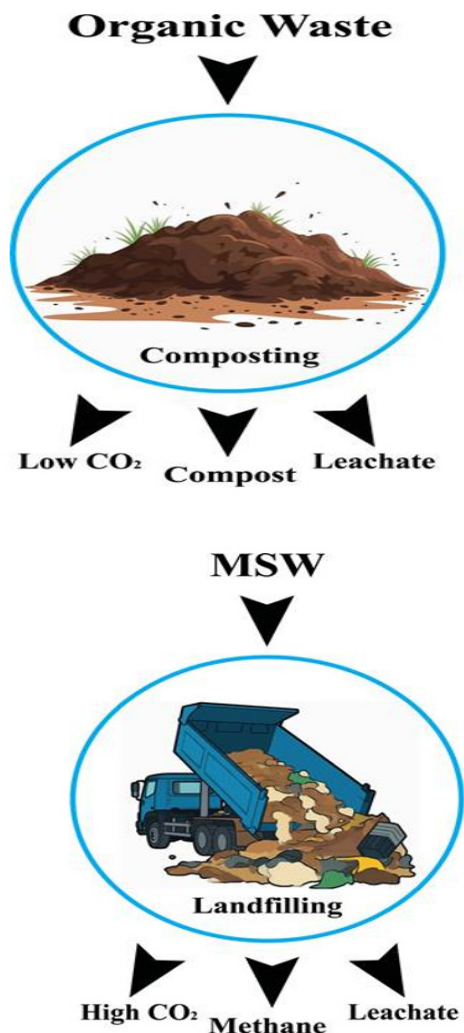 Organic Waste
Composting
Low CO₂ Compost Leachate
MSW
Landfilling
High CO₂ Methane Leachate